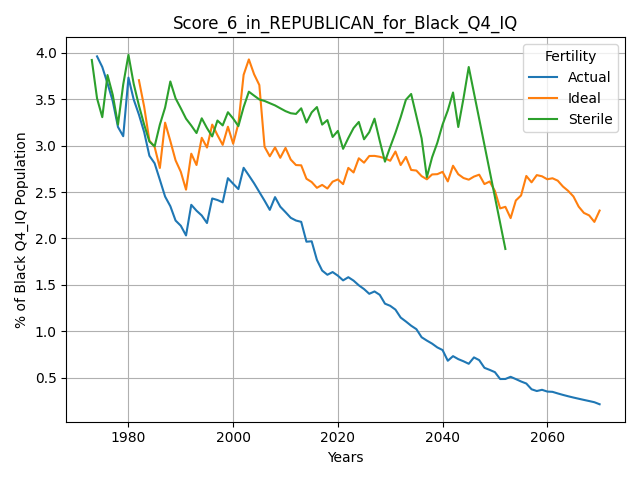 Score_6_in_REPUBLICAN_for_Black_Q4_IQ
Fertility
Actual
Ideal
Sterile
% of Black Q4_IQ Population
4.0
3.5
3.0
2.5
2.0
1.5
1.0
0.5
1980 2000 2020 2040 2060
Years